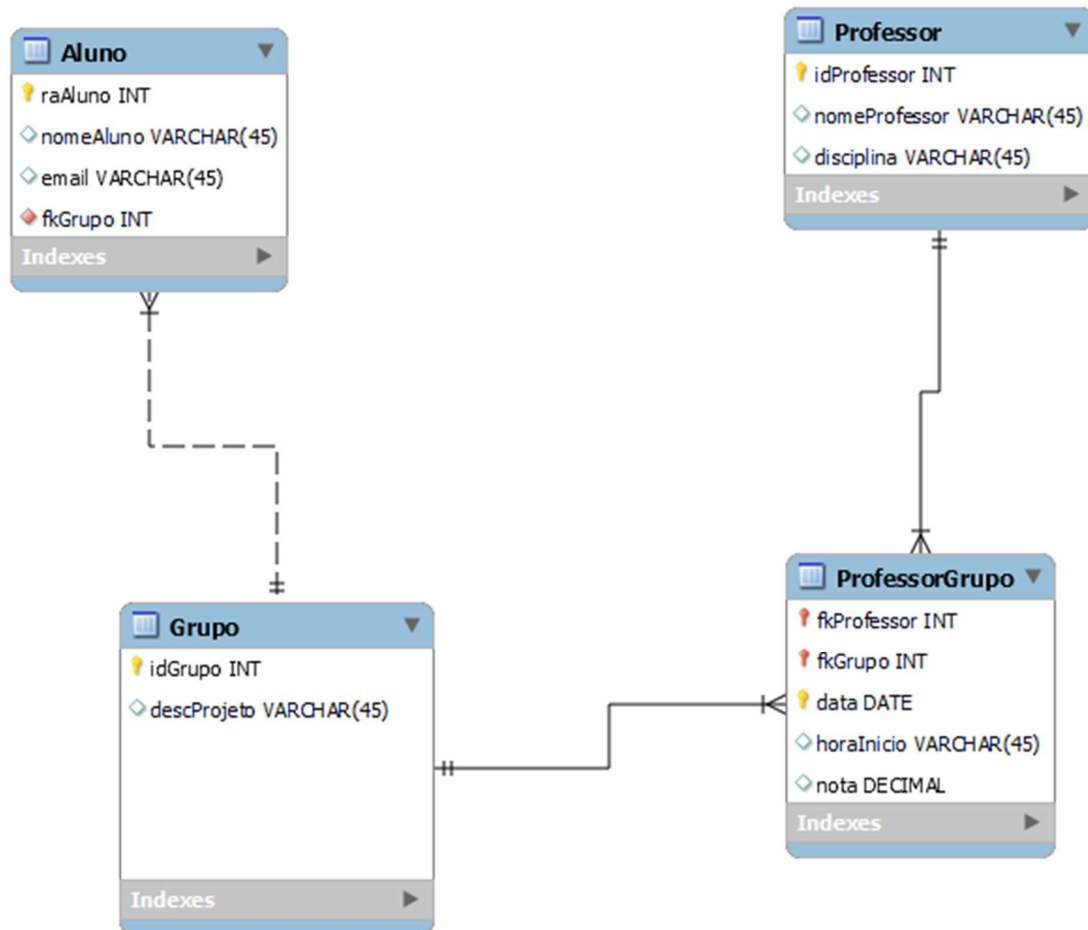 Aluno
raAluno INT
nomeAluno VARCHAR(45)
email VARCHAR(45)
fkGrupo INT
Indexes
Professor
idProfessor INT
nomeProfessor VARCHAR(45)
disciplina VARCHAR(45)
Indexes
Grupo
idGrupo INT
descProjeto VARCHAR(45)
Indexes
ProfessorGrupo
fkProfessor INT
fkGrupo INT
data DATE
horaInicio VARCHAR(45)
nota DECIMAL
Indexes